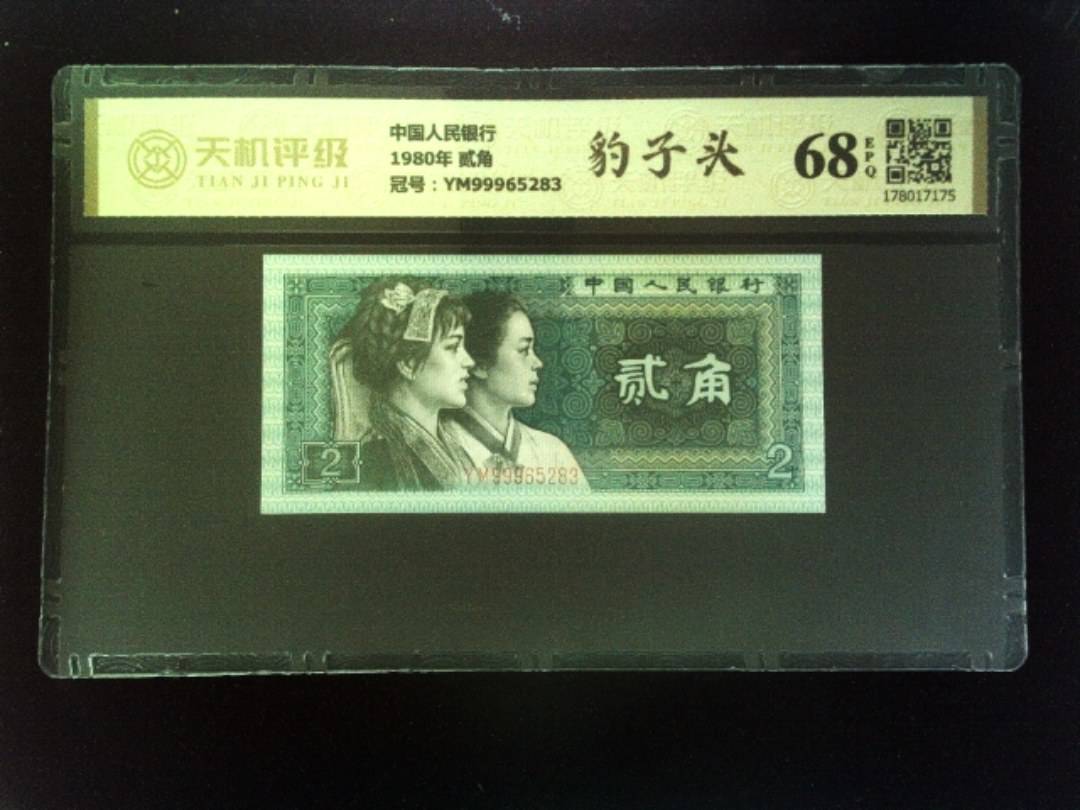 天机评级
TIAN JI PING JI
中国人民银行
1980年 贰角
冠号：YM99965283
豹子头
68
EPQ
178017175
中国人民银行
贰角
2
2
YM99965283